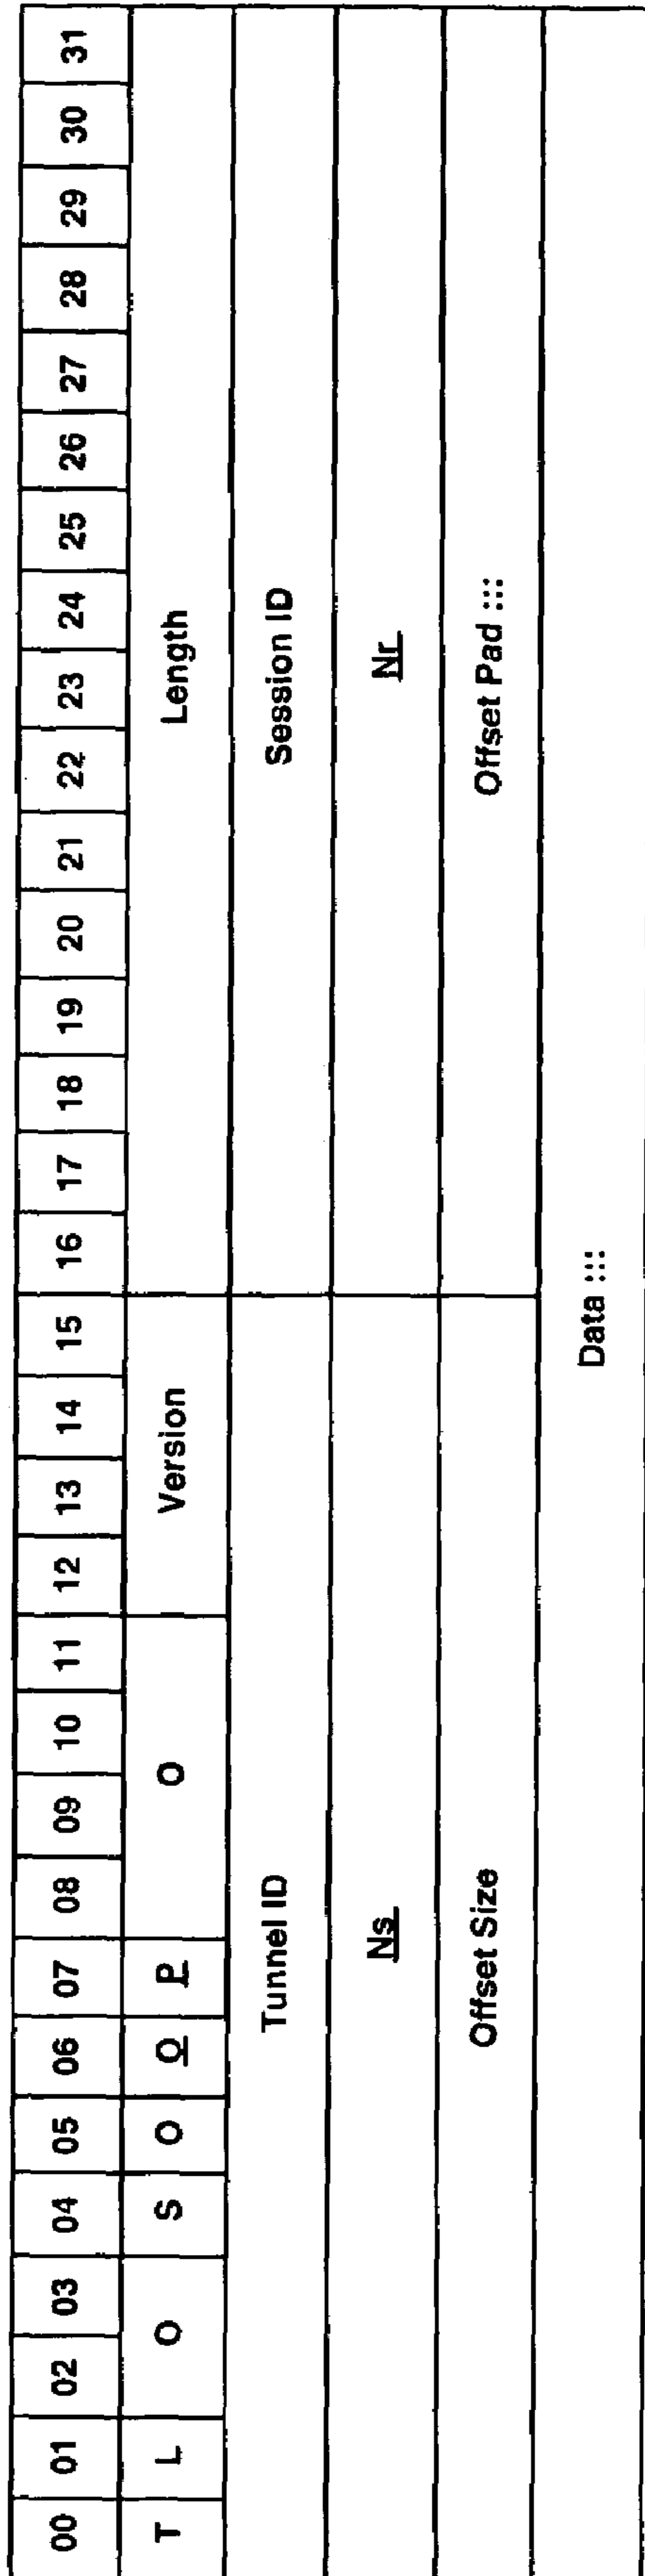 00 01 02 03 04 05 06 07 08 09 10 11 12 13 14 15 16 17 18 19 20 21 22 23 24 25 26 27 28 29 30 31
T L O S O O P O Version Length
Tunnel ID Session ID
Ns Nr
Offset Size Offset Pad :::
Data :::